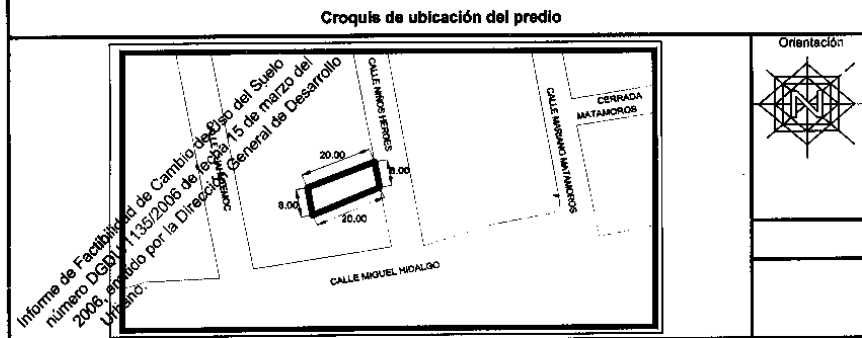 Croquis de ubicación del predio
Orientación
N
Informe de Factibilidad de Cambio de Uso del Suelo
número DGDU 1135/2006 de fecha 15 de marzo del
2006, emitido por la Dirección General de Desarrollo
Urbano.
CALLE NIÑOS HEROES
CALLE MARIANO MATAMOROS
CERRADA
MATAMOROS
20.00
8.00
8.00
20.00
CALLE MIGUEL HIDALGO